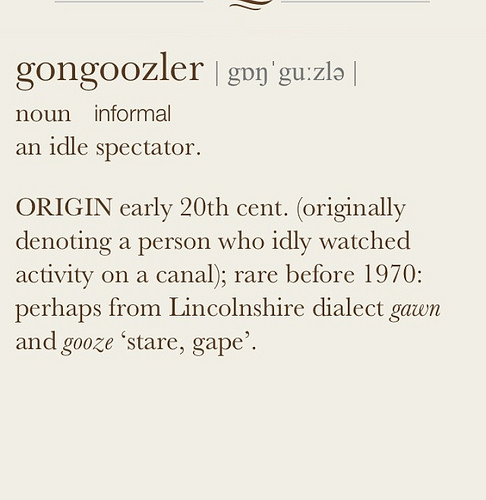 gongoozler | gɒŋˈɡuːzlə |
noun informal
an idle spectator.
ORIGIN early 20th cent. (originally
denoting a person who idly watched
activity on a canal); rare before 1970:
perhaps from Lincolnshire dialect gawn
and gooze ‘stare, gape’.